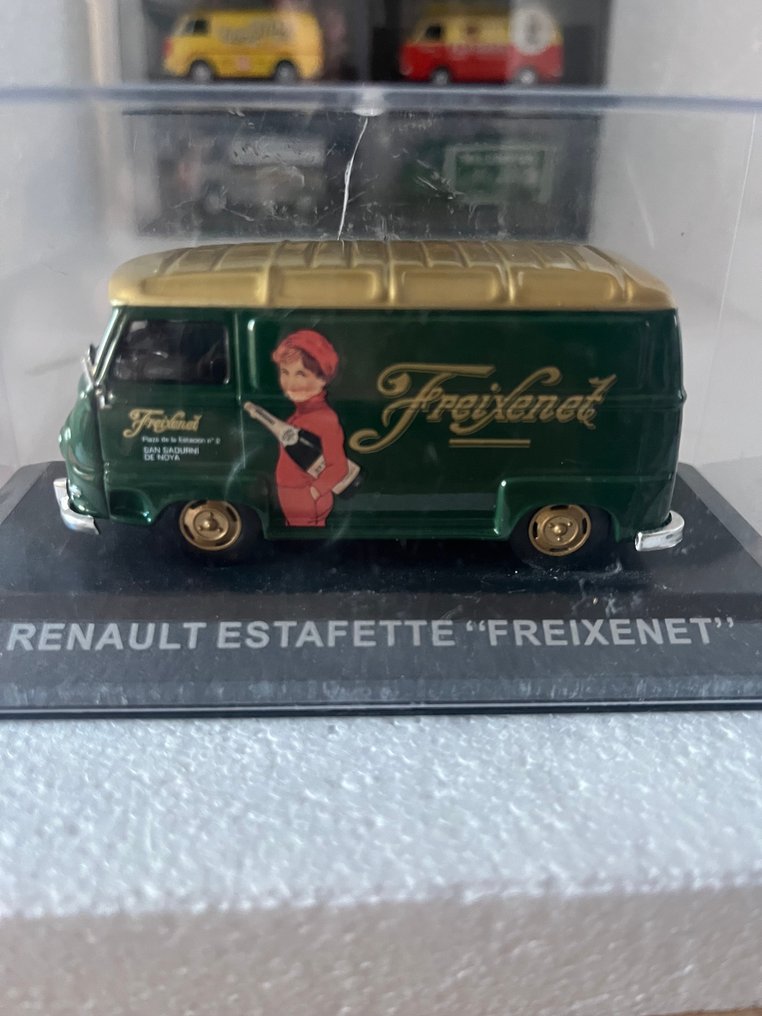 Freixenet
Freixenet
Plaza de la Estacion nº 2
SAN SADURNI
DE NOYA
RENAULT ESTAFETTE “FREIXENET”